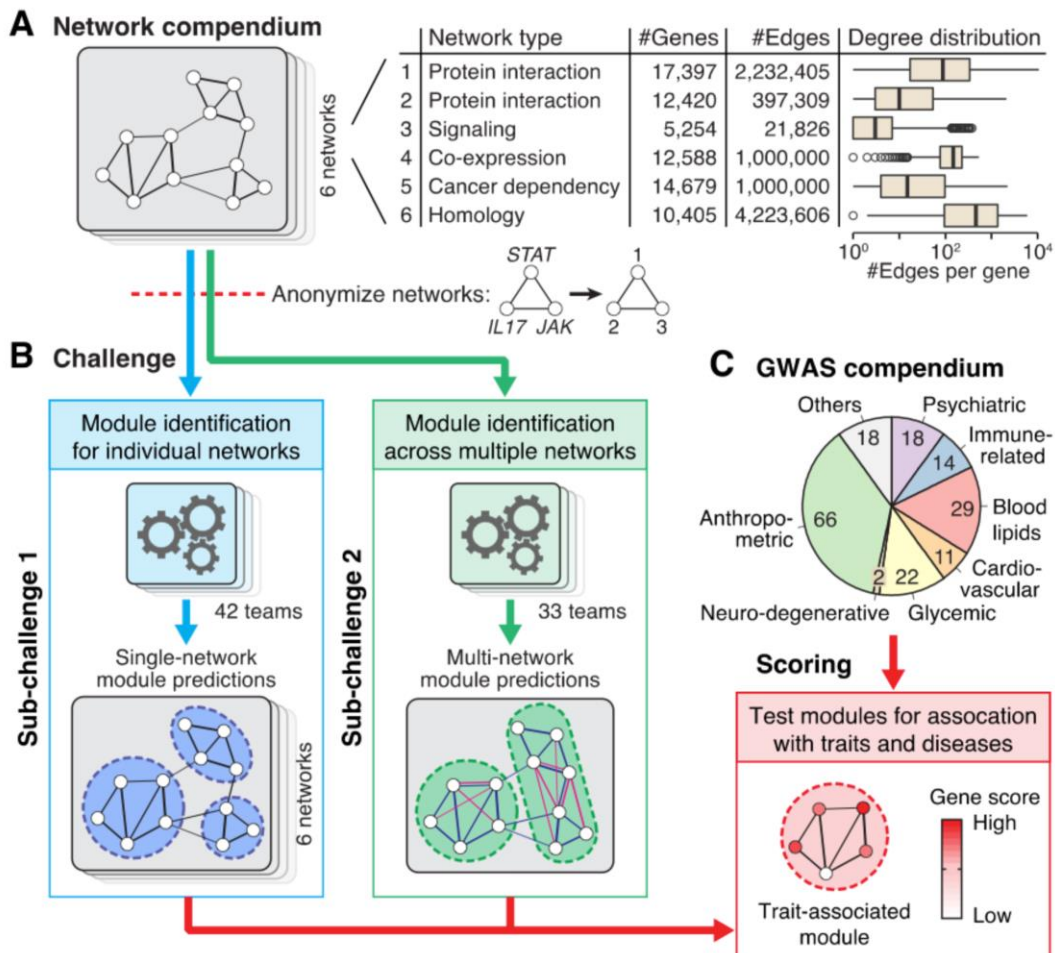 A Network compendium
6 networks
Network type #Genes #Edges Degree distribution
1 Protein interaction 17,397 2,232,405
2 Protein interaction 12,420 397,309
3 Signaling 5,254 21,826
4 Co-expression 12,588 1,000,000
5 Cancer dependency 14,679 1,000,000
6 Homology 10,405 4,223,606
10⁰ 10² 10⁴
#Edges per gene
Anonymize networks:
STAT
IL17 JAK
1
2 3
B Challenge
Sub-challenge 1
Module identification
for individual networks
42 teams
Single-network
module predictions
6 networks
Sub-challenge 2
Module identification
across multiple networks
33 teams
Multi-network
module predictions
C GWAS compendium
Others
18
Psychiatric
18
Immune-
related
14
Blood
lipids
29
Cardio-
vascular
11
Glycemic
22
Neuro-degenerative
2
Anthropo-
metric
66
Scoring
Test modules for assocation
with traits and diseases
Gene score
High
Low
Trait-associated
module